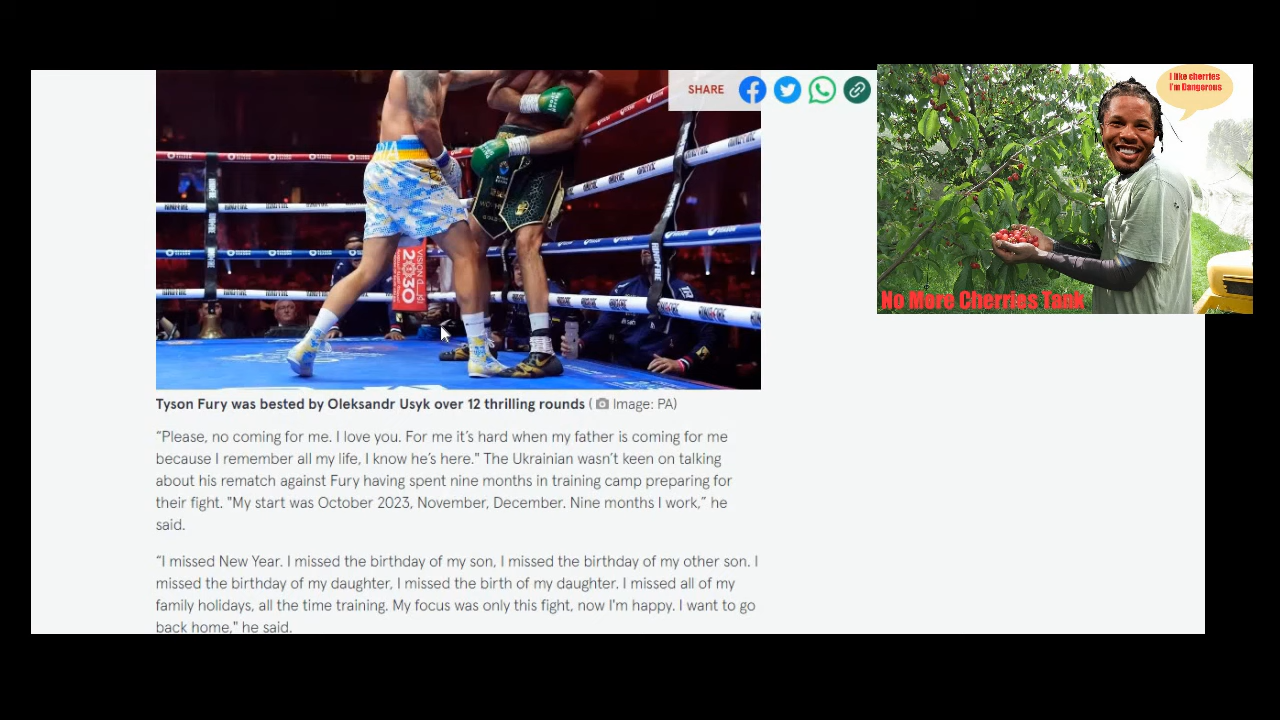 SHARE
I like cherries
I'm Dangerous
No More Cherries Tank
VISION
2030
Tyson Fury was bested by Oleksandr Usyk over 12 thrilling rounds ( Image: PA)
“Please, no coming for me. I love you. For me it’s hard when my father is coming for me
because I remember all my life, I know he’s here." The Ukrainian wasn’t keen on talking
about his rematch against Fury having spent nine months in training camp preparing for
their fight. "My start was October 2023, November, December. Nine months I work,” he
said.
“I missed New Year. I missed the birthday of my son, I missed the birthday of my other son. I
missed the birthday of my daughter, I missed the birth of my daughter. I missed all of my
family holidays, all the time training. My focus was only this fight, now I'm happy. I want to go
back home," he said.